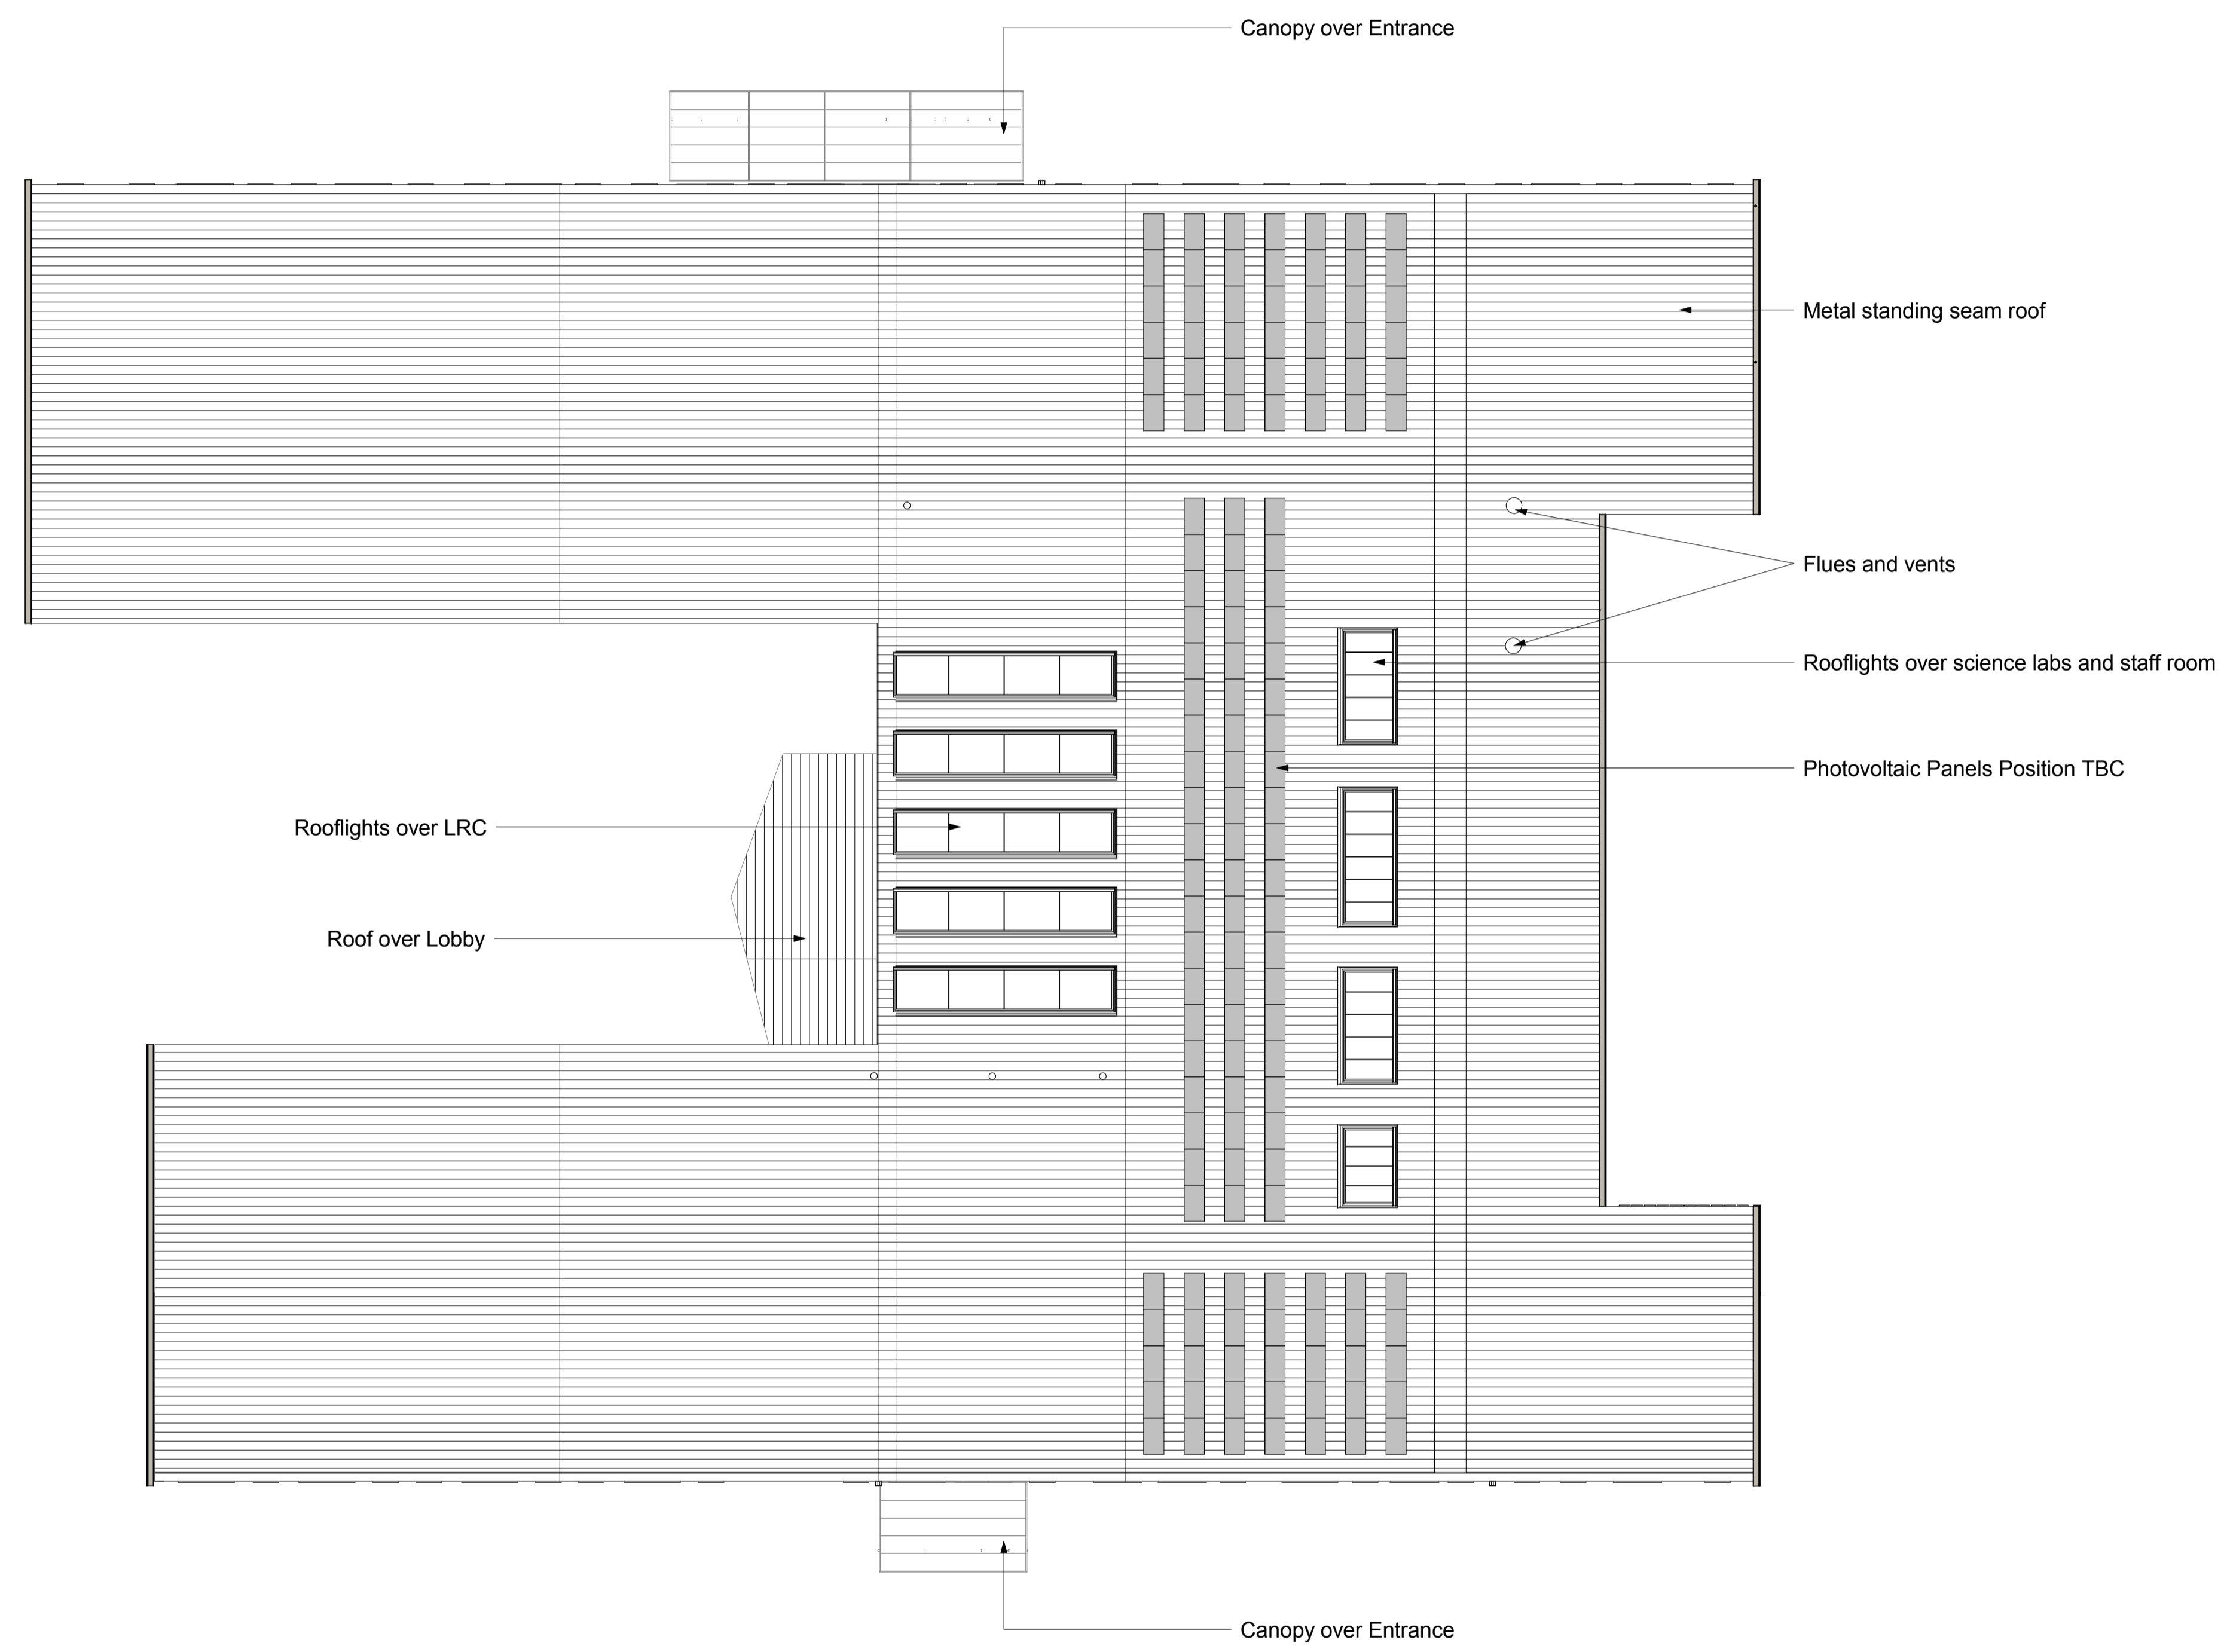 Canopy over Entrance
Metal standing seam roof
Flues and vents
Rooflights over science labs and staff room
Photovoltaic Panels Position TBC
Rooflights over LRC
Roof over Lobby
Canopy over Entrance